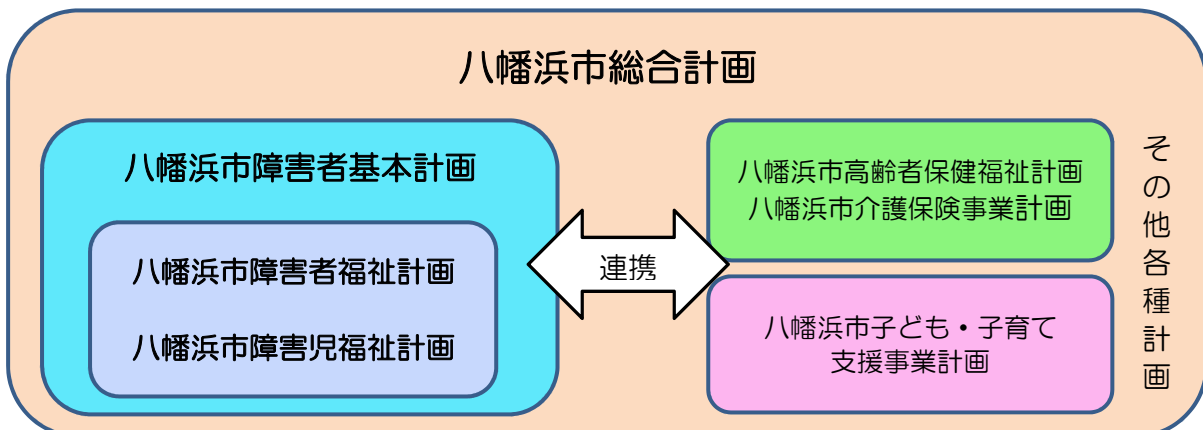 八幡浜市総合計画
八幡浜市障害者基本計画
八幡浜市障害者福祉計画
八幡浜市障害児福祉計画
連携
八幡浜市高齢者保健福祉計画
八幡浜市介護保険事業計画
八幡浜市子ども・子育て
支援事業計画
その他各種計画